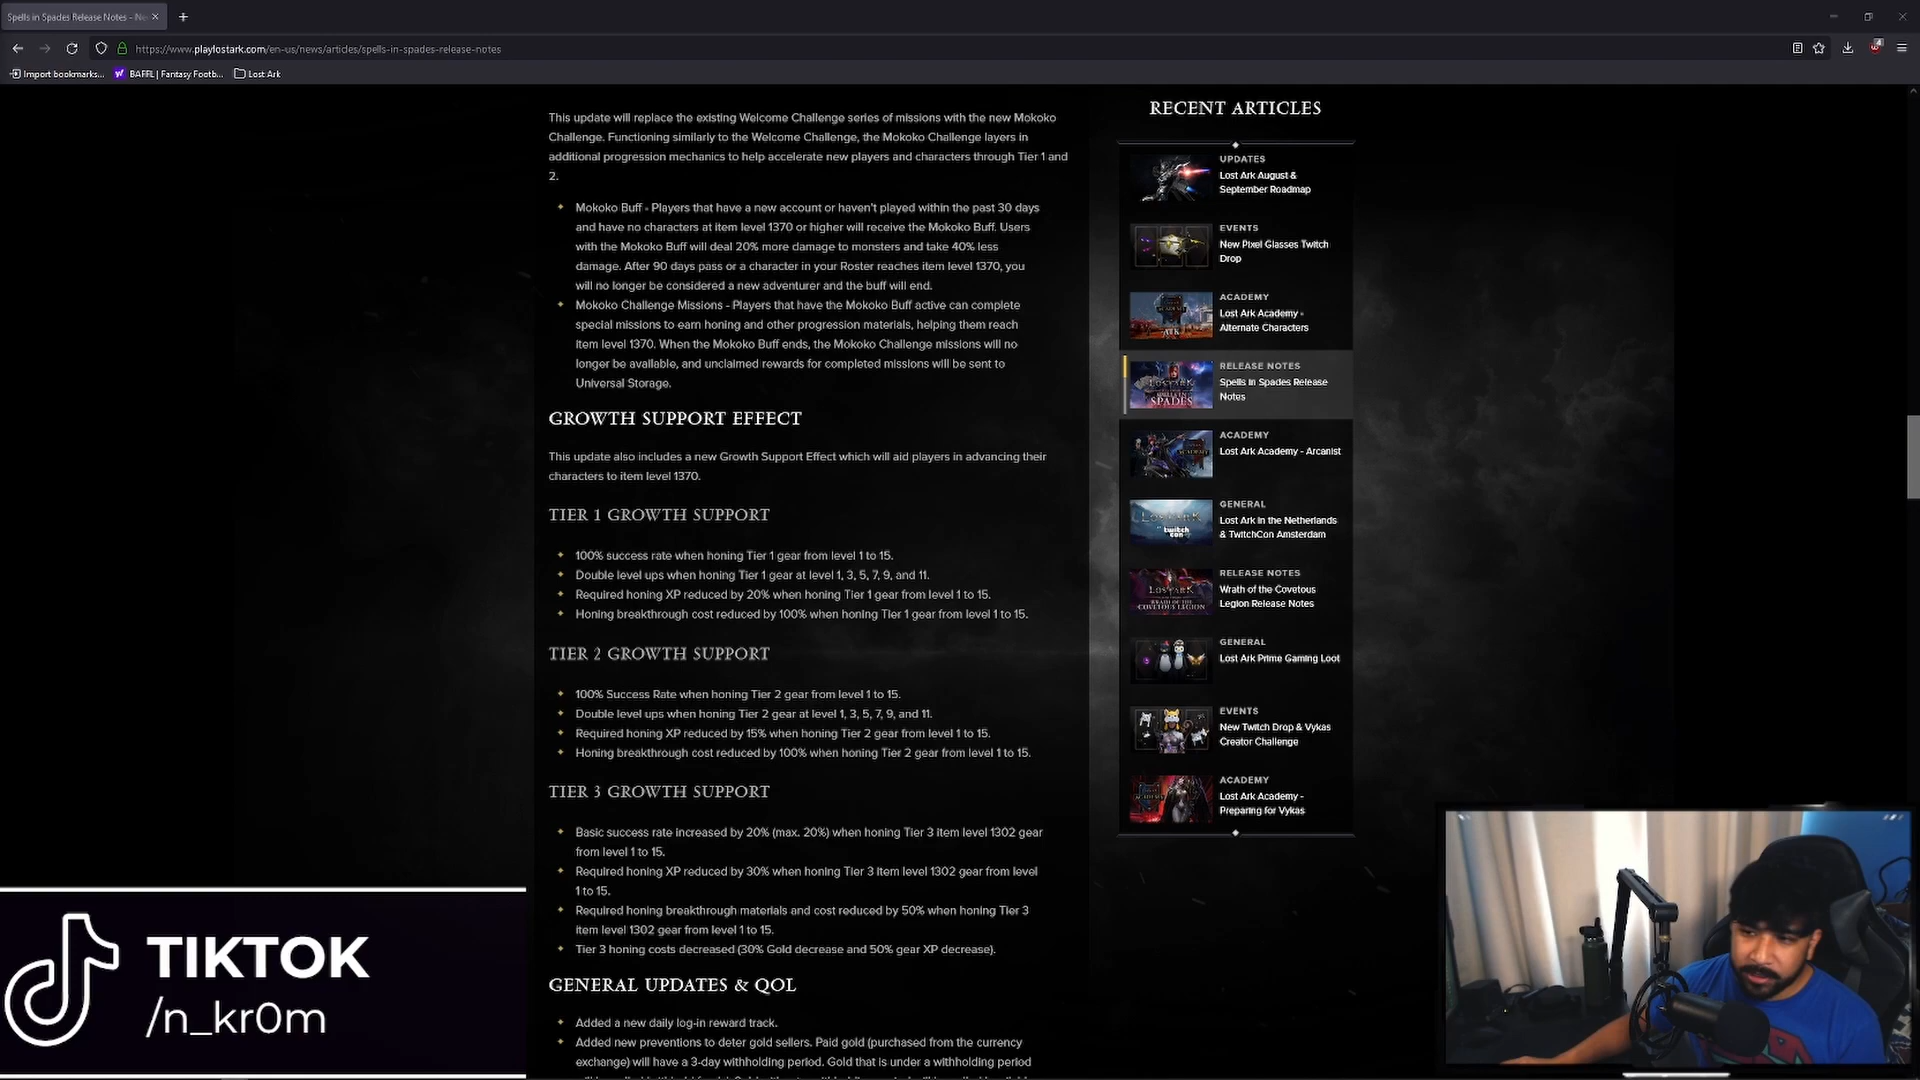 Spells in Spades Release Notes - Ne
https://www.playlostark.com/en-us/news/articles/spells-in-spades-release-notes
4
Import bookmarks...
BAFFL | Fantasy Footb...
Lost Ark
This update will replace the existing Welcome Challenge series of missions with the new Mokoko
Challenge. Functioning similarly to the Welcome Challenge, the Mokoko Challenge layers in
additional progression mechanics to help accelerate new players and characters through Tier 1 and
2.
Mokoko Buff - Players that have a new account or haven't played within the past 30 days
and have no characters at item level 1370 or higher will receive the Mokoko Buff. Users
with the Mokoko Buff will deal 20% more damage to monsters and take 40% less
damage. After 90 days pass or a character in your Roster reaches item level 1370, you
will no longer be considered a new adventurer and the buff will end.
Mokoko Challenge Missions - Players that have the Mokoko Buff active can complete
special missions to earn honing and other progression materials, helping them reach
item level 1370. When the Mokoko Buff ends, the Mokoko Challenge missions will no
longer be available, and unclaimed rewards for completed missions will be sent to
Universal Storage.
GROWTH SUPPORT EFFECT
This update also includes a new Growth Support Effect which will aid players in advancing their
characters to item level 1370.
TIER 1 GROWTH SUPPORT
100% success rate when honing Tier 1 gear from level 1 to 15.
Double level ups when honing Tier 1 gear at level 1, 3, 5, 7, 9, and 11.
Required honing XP reduced by 20% when honing Tier 1 gear from level 1 to 15.
Honing breakthrough cost reduced by 100% when honing Tier 1 gear from level 1 to 15.
TIER 2 GROWTH SUPPORT
100% Success Rate when honing Tier 2 gear from level 1 to 15.
Double level ups when honing Tier 2 gear at level 1, 3, 5, 7, 9, and 11.
Required honing XP reduced by 15% when honing Tier 2 gear from level 1 to 15.
Honing breakthrough cost reduced by 100% when honing Tier 2 gear from level 1 to 15.
TIER 3 GROWTH SUPPORT
Basic success rate increased by 20% (max. 20%) when honing Tier 3 item level 1302 gear
from level 1 to 15.
Required honing XP reduced by 30% when honing Tier 3 item level 1302 gear from level
1 to 15.
Required honing breakthrough materials and cost reduced by 50% when honing Tier 3
item level 1302 gear from level 1 to 15.
Tier 3 honing costs decreased (30% Gold decrease and 50% gear XP decrease).
GENERAL UPDATES & QOL
Added a new daily log-in reward track.
Added new preventions to deter gold sellers. Paid gold (purchased from the currency
exchange) will have a 3-day withholding period. Gold that is under a withholding period
RECENT ARTICLES
UPDATES
Lost Ark August &
September Roadmap
EVENTS
New Pixel Glasses Twitch
Drop
ACADEMY
Lost Ark Academy -
Alternate Characters
RELEASE NOTES
Spells in Spades Release
Notes
LOST ARK
SPADES
ACADEMY
Lost Ark Academy - Arcanist
GENERAL
Lost Ark in the Netherlands
& TwitchCon Amsterdam
LOST ARK
twitch
con
RELEASE NOTES
Wrath of the Covetous
Legion Release Notes
LOST ARK
COVETOUS LEGION
GENERAL
Lost Ark Prime Gaming Loot
EVENTS
New Twitch Drop & Vykas
Creator Challenge
ACADEMY
Lost Ark Academy -
Preparing for Vykas
TIKTOK
/n_kr0m